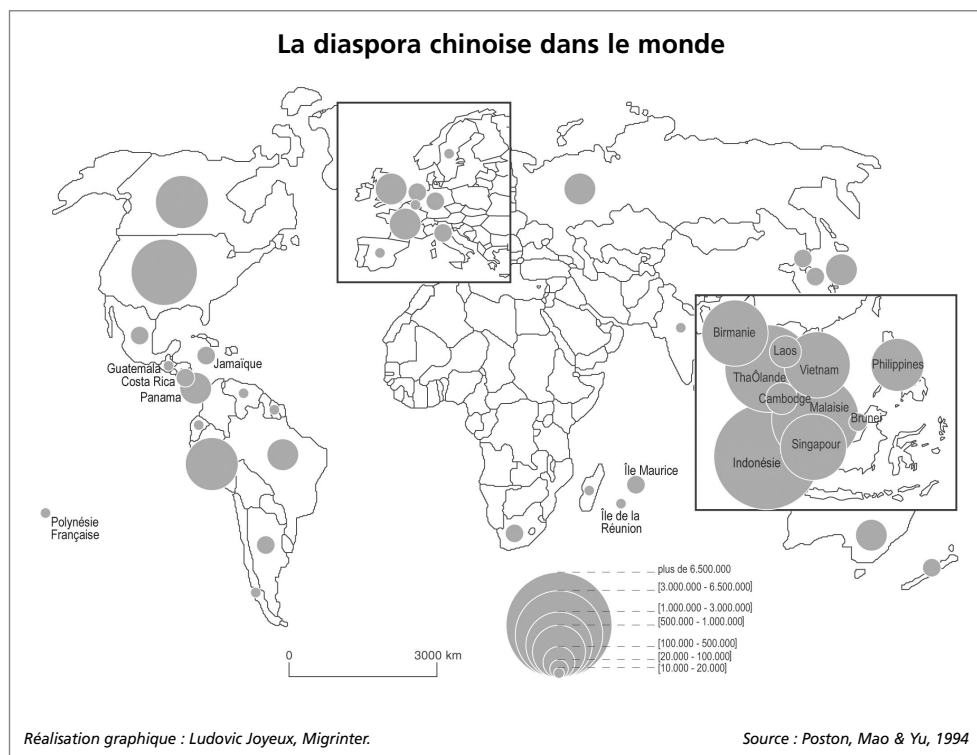 La diaspora chinoise dans le monde
Guatemala
Costa Rica
Panama
Jamaïque
Polynésie
Française
Île Maurice
Île de la
Réunion
Birmanie
Laos
ThaÔlande
Vietnam
Philippines
Cambodge
Malaisie
Brunei
Singapour
Indonésie
plus de 6.500.000
[3.000.000 - 6.500.000]
[1.000.000 - 3.000.000]
[500.000 - 1.000.000]
[100.000 - 500.000]
[20.000 - 100.000]
[10.000 - 20.000]
0 3000 km
Réalisation graphique : Ludovic Joyeux, Migrinter.
Source : Poston, Mao & Yu, 1994